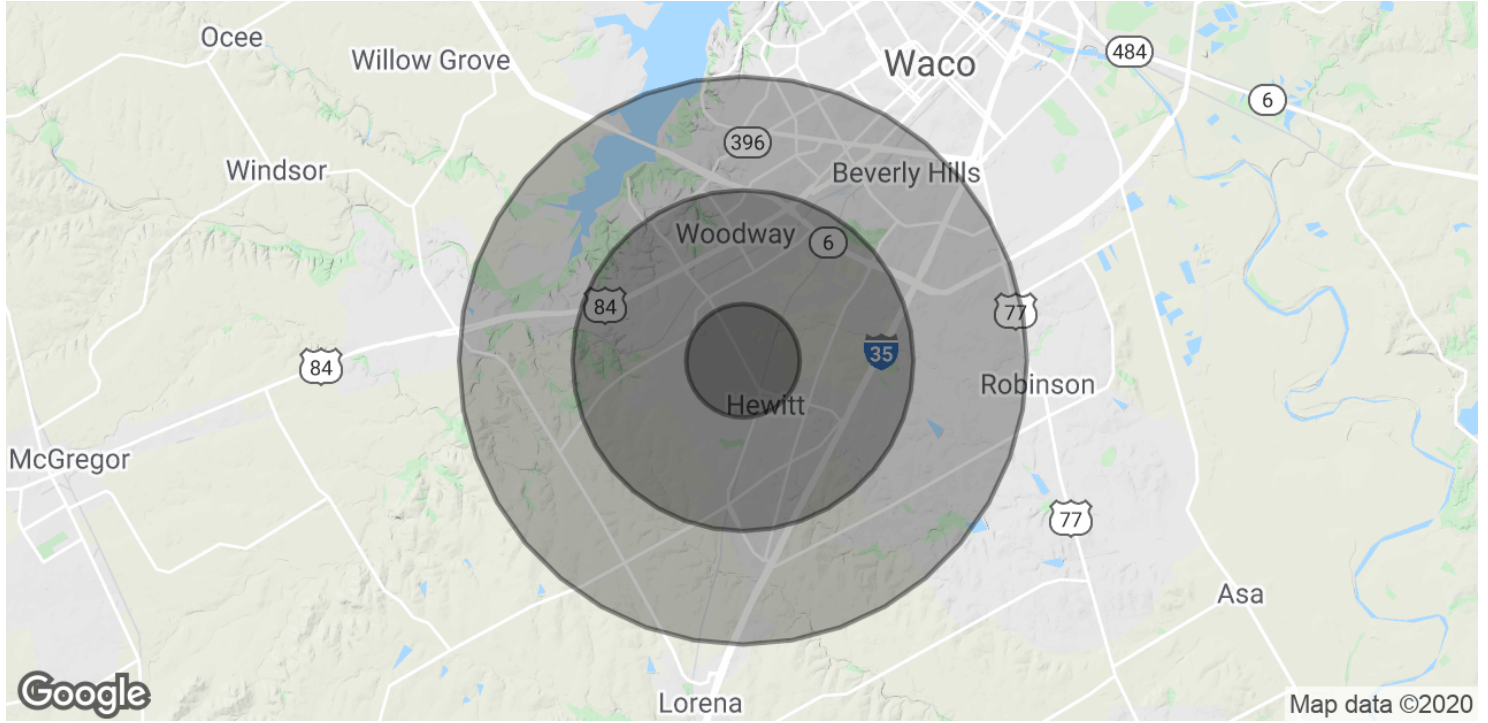 Ocee
Willow Grove
Waco
484
6
396
Windsor
Beverly Hills
Woodway
6
84
77
35
84
Robinson
Hewitt
McGregor
77
Asa
Lorena
Google
Map data ©2020